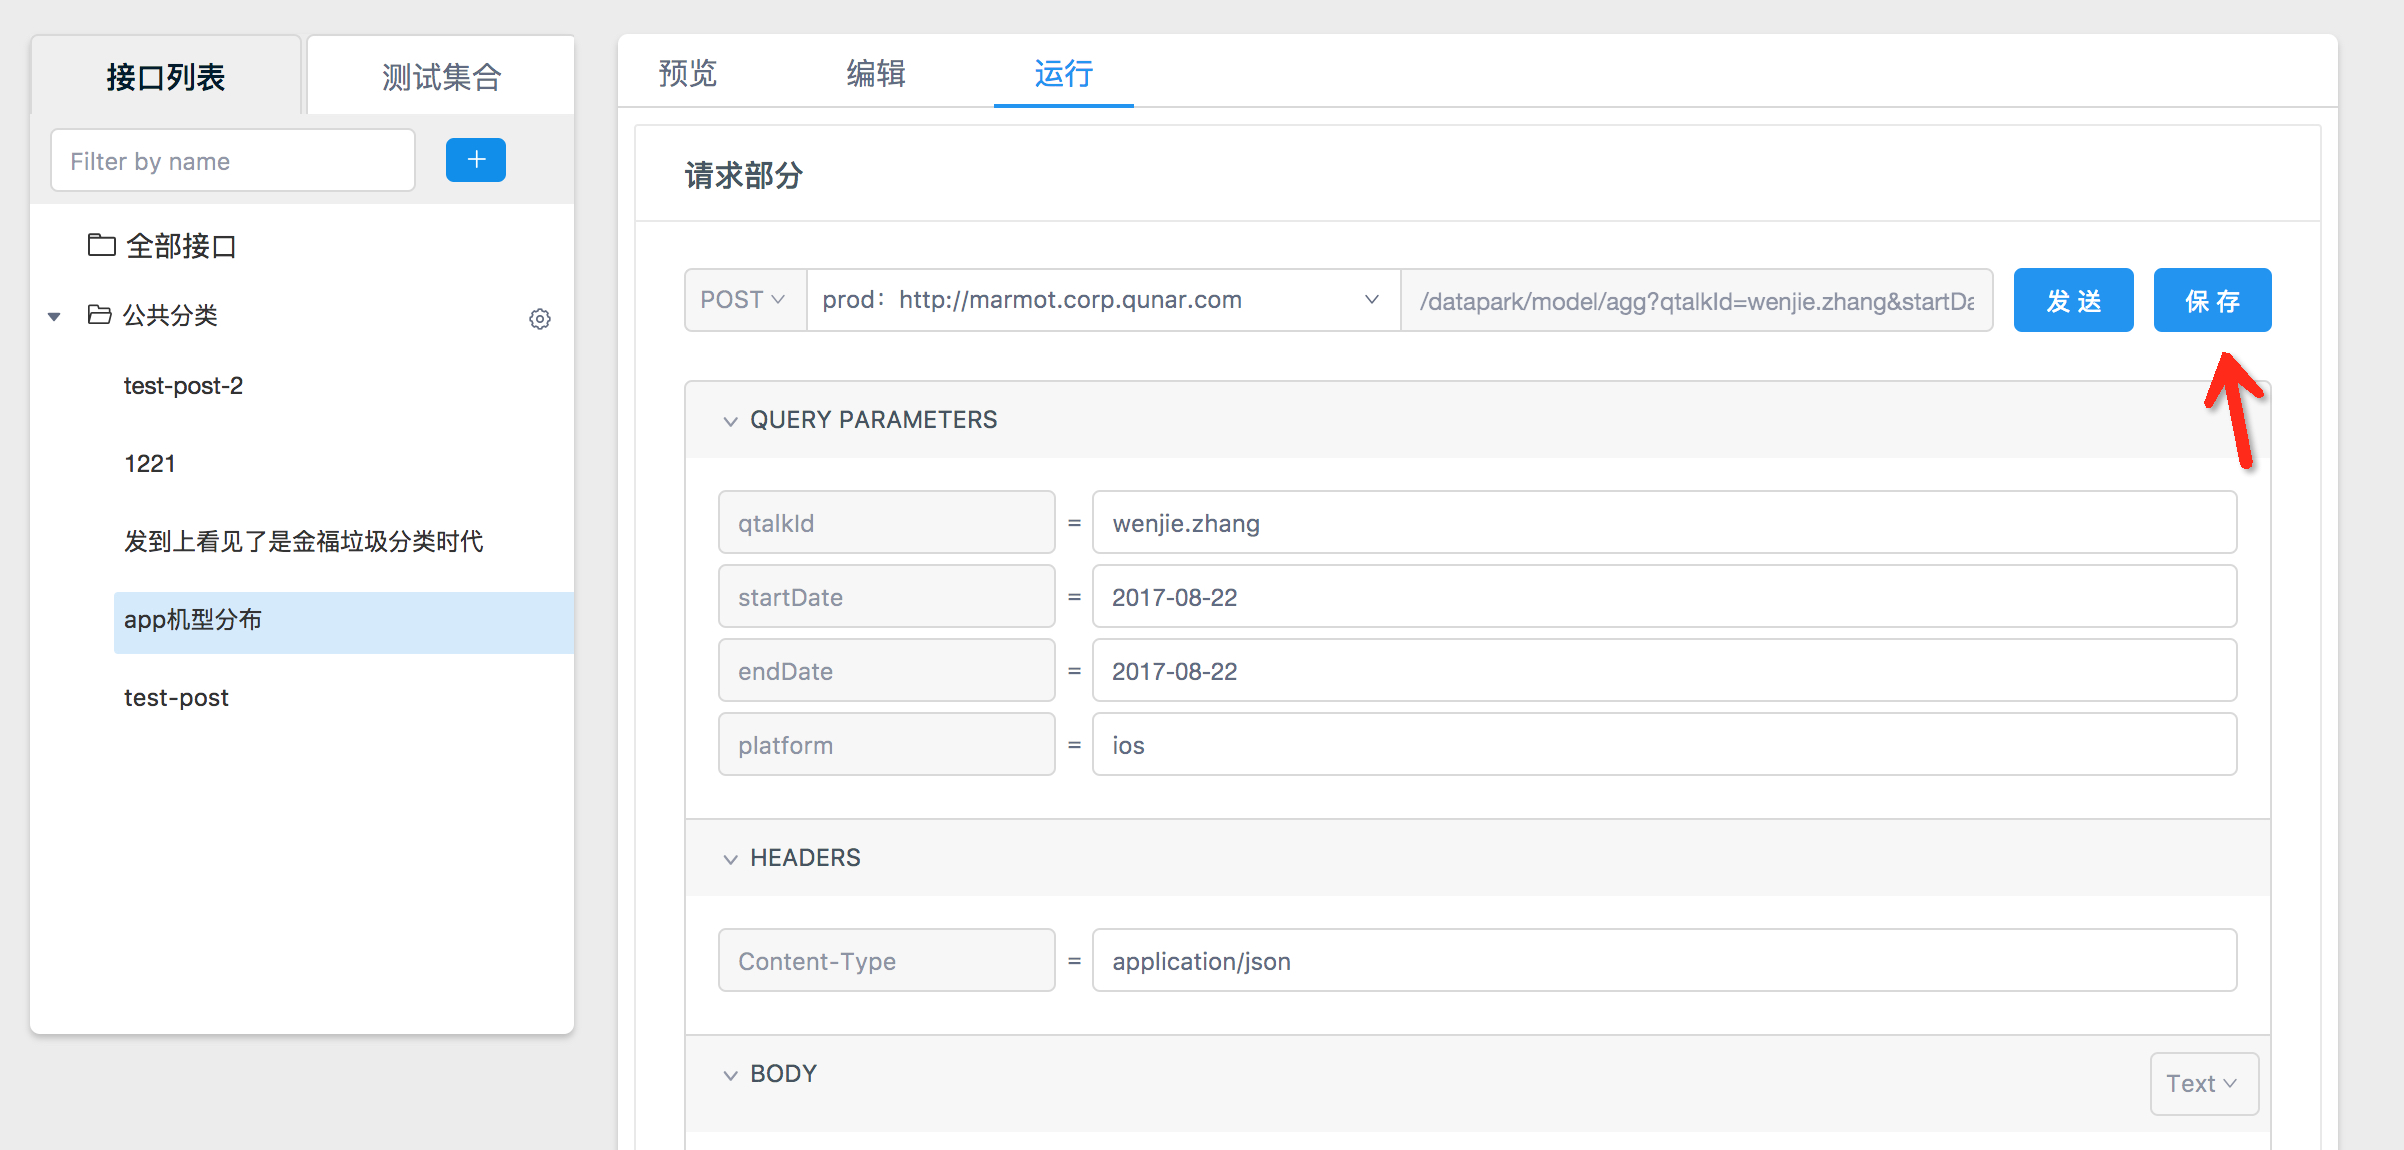 接口列表
测试集合
Filter by name
全部接口
公共分类
test-post-2
1221
发到上看见了是金福垃圾分类时代
app机型分布
test-post
预览
编辑
运行
请求部分
POST
prod：http://marmot.corp.qunar.com
/datapark/model/agg?qtalkId=wenjie.zhang&startDa
发 送
保 存
QUERY PARAMETERS
qtalkId = wenjie.zhang
startDate = 2017-08-22
endDate = 2017-08-22
platform = ios
HEADERS
Content-Type = application/json
BODY
Text